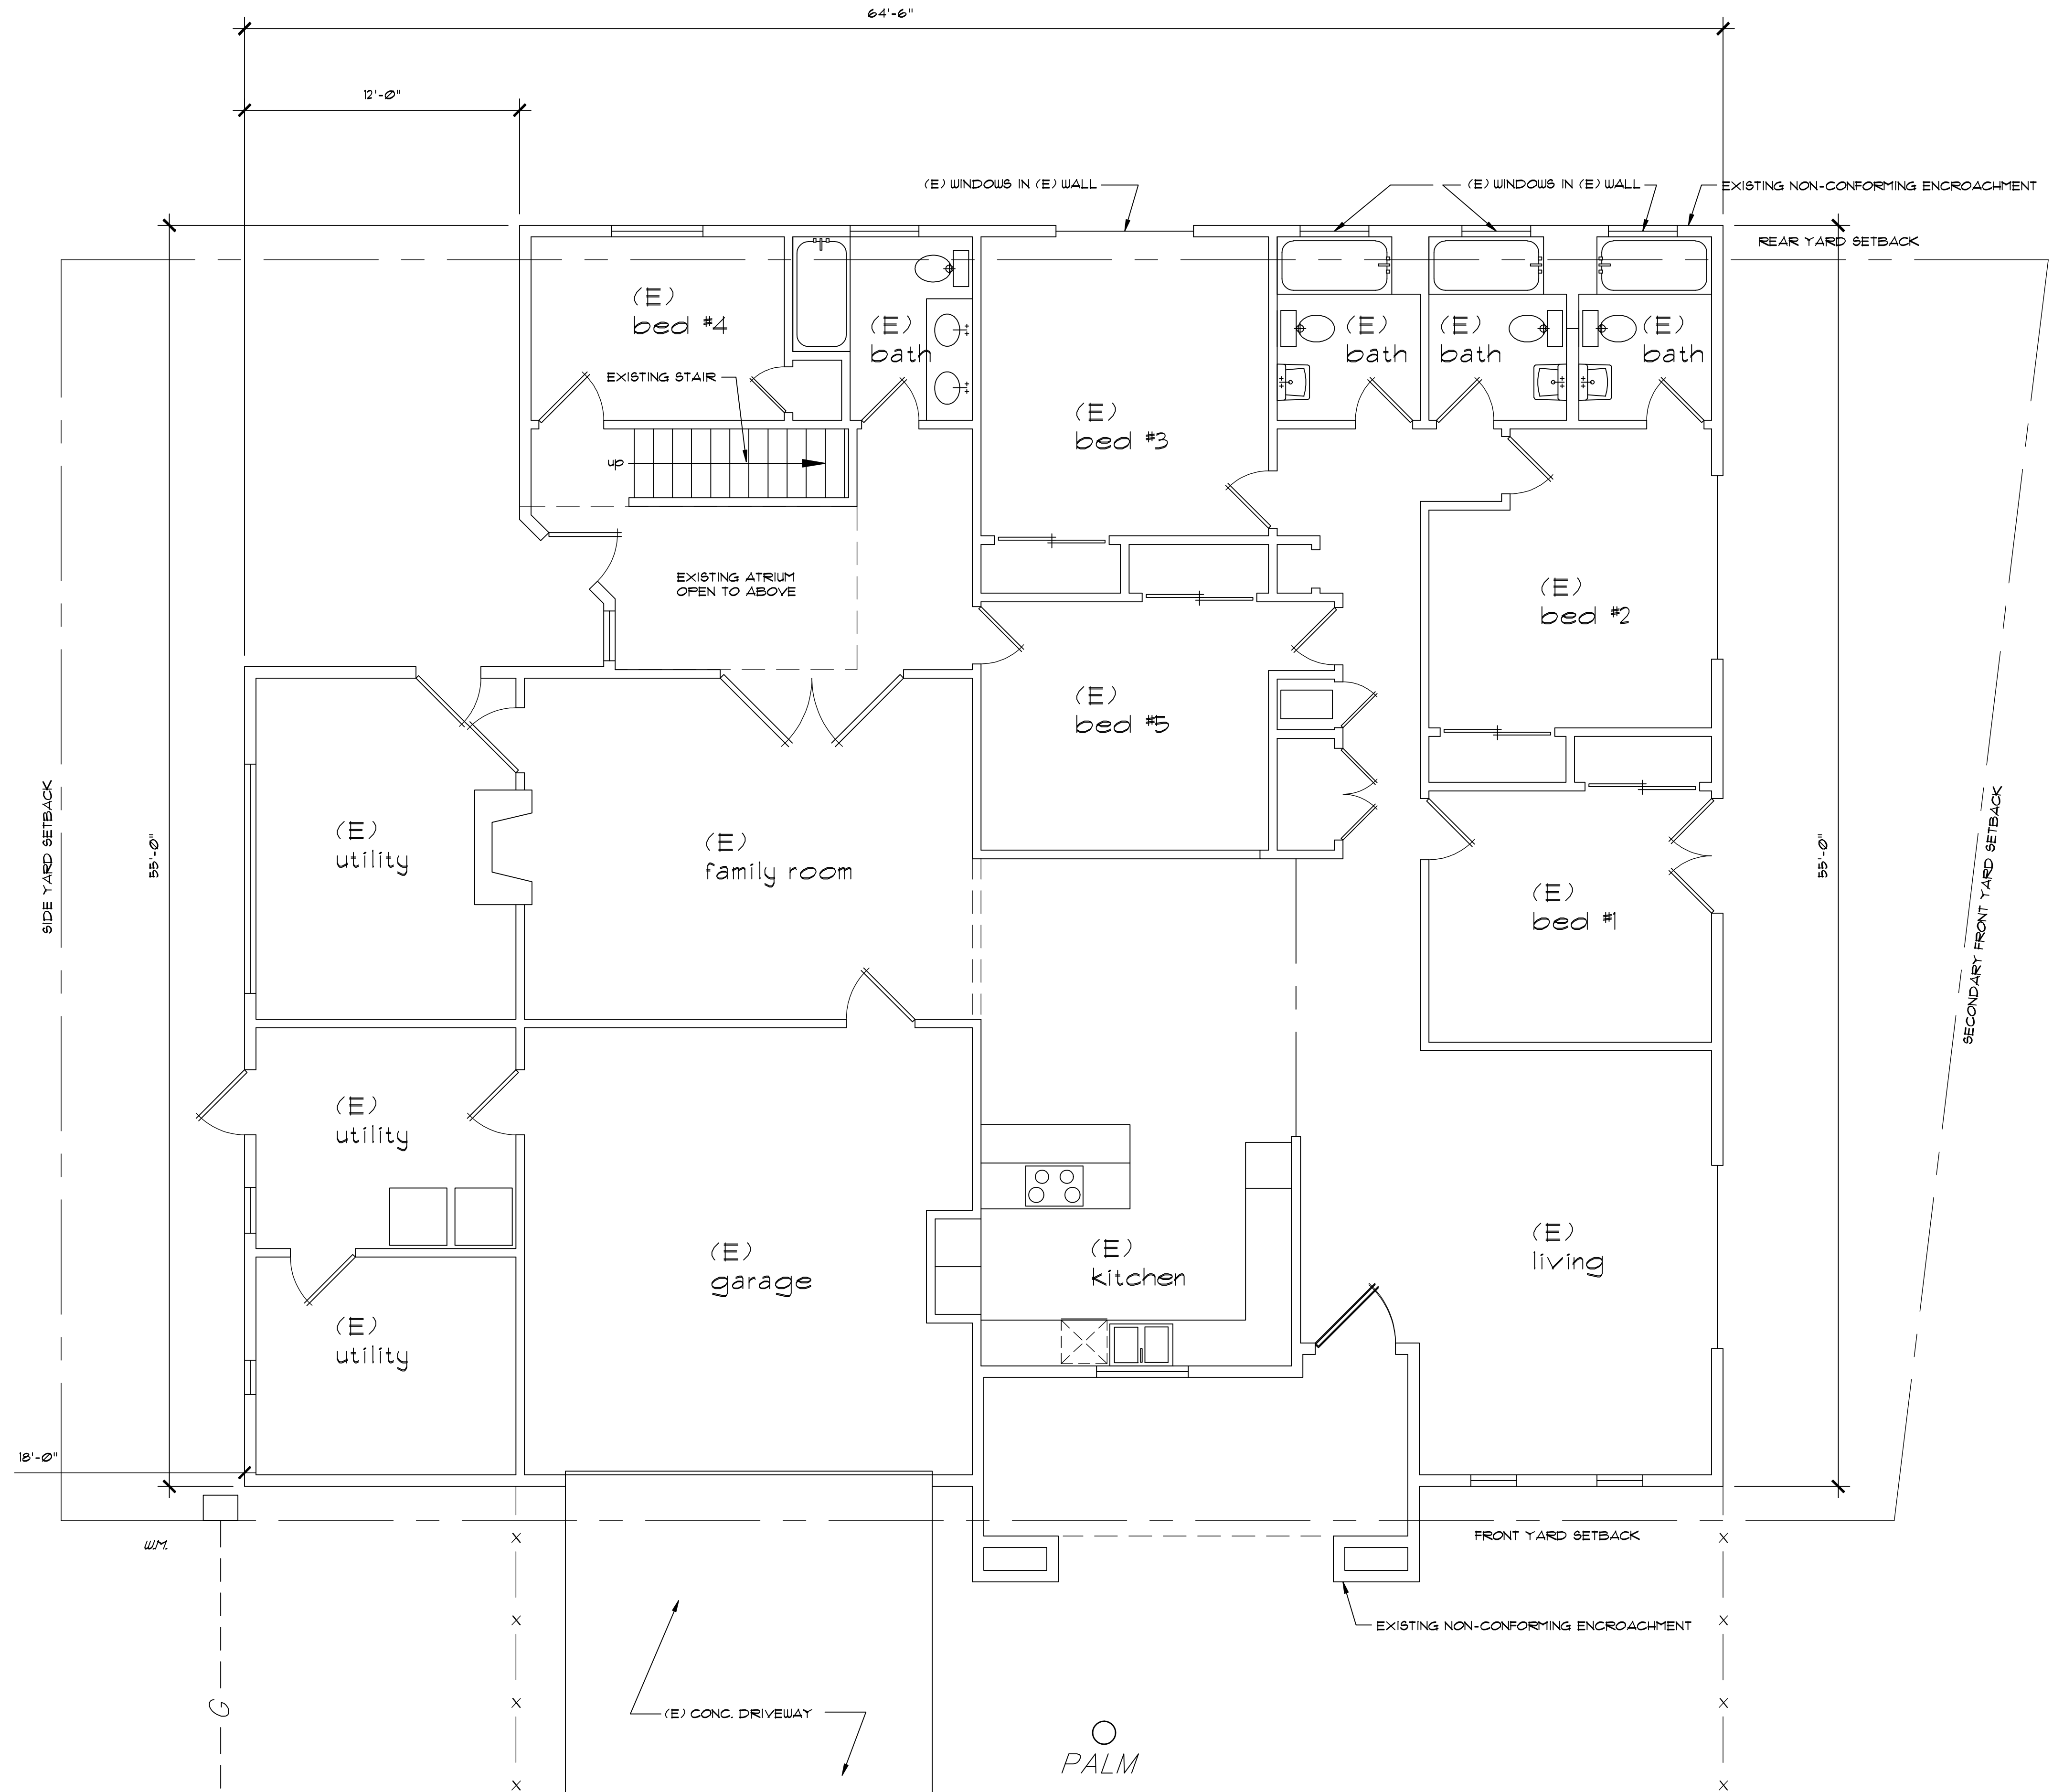 64'-6"
12'-0"
(E) WINDOWS IN (E) WALL
(E) WINDOWS IN (E) WALL
EXISTING NON-CONFORMING ENCROACHMENT
REAR YARD SETBACK
(E)
bed #4
(E)
bath
(E)
bath
(E)
bath
(E)
bath
EXISTING STAIR
(E)
bed #3
up
EXISTING ATRIUM
OPEN TO ABOVE
(E)
bed #2
(E)
bed #5
SIDE YARD SETBACK
55'-0"
(E)
utility
(E)
family room
(E)
bed #1
55'-0"
SECONDARY FRONT YARD SETBACK
(E)
utility
(E)
garage
(E)
kitchen
(E)
living
(E)
utility
18'-0"
W.M.
FRONT YARD SETBACK
X
X
X
X
X
X
X
X
EXISTING NON-CONFORMING ENCROACHMENT
G
(E) CONC. DRIVEWAY
PALM